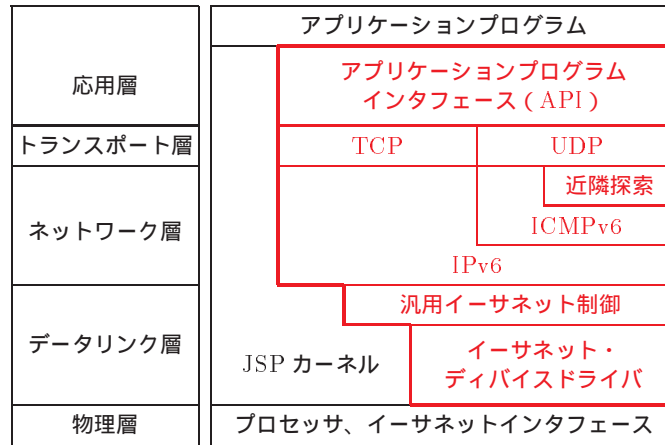 アプリケーションプログラム
応用層
アプリケーションプログラム
インタフェース（API）
トランスポート層
TCP
UDP
近隣探索
ネットワーク層
ICMPv6
IPv6
汎用イーサネット制御
データリンク層
JSP カーネル
イーサネット・
ディバイスドライバ
物理層
プロセッサ、イーサネットインタフェース